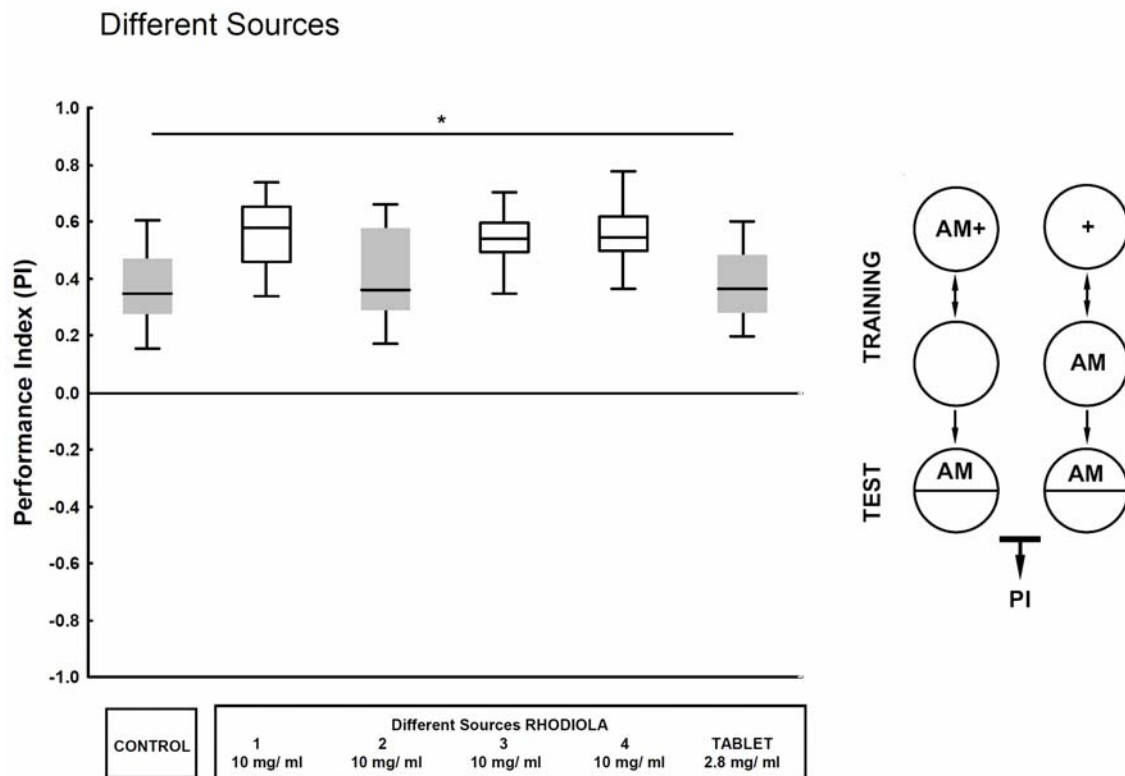 Different Sources
Performance Index (PI)
1.0
0.8
0.6
0.4
0.2
0.0
-0.2
-0.4
-0.6
-0.8
-1.0
*
CONTROL
Different Sources RHODIOLA
1 2 3 4 TABLET
10 mg/ ml 10 mg/ ml 10 mg/ ml 10 mg/ ml 2.8 mg/ ml
TRAINING
AM+ +
AM
TEST
AM AM
PI